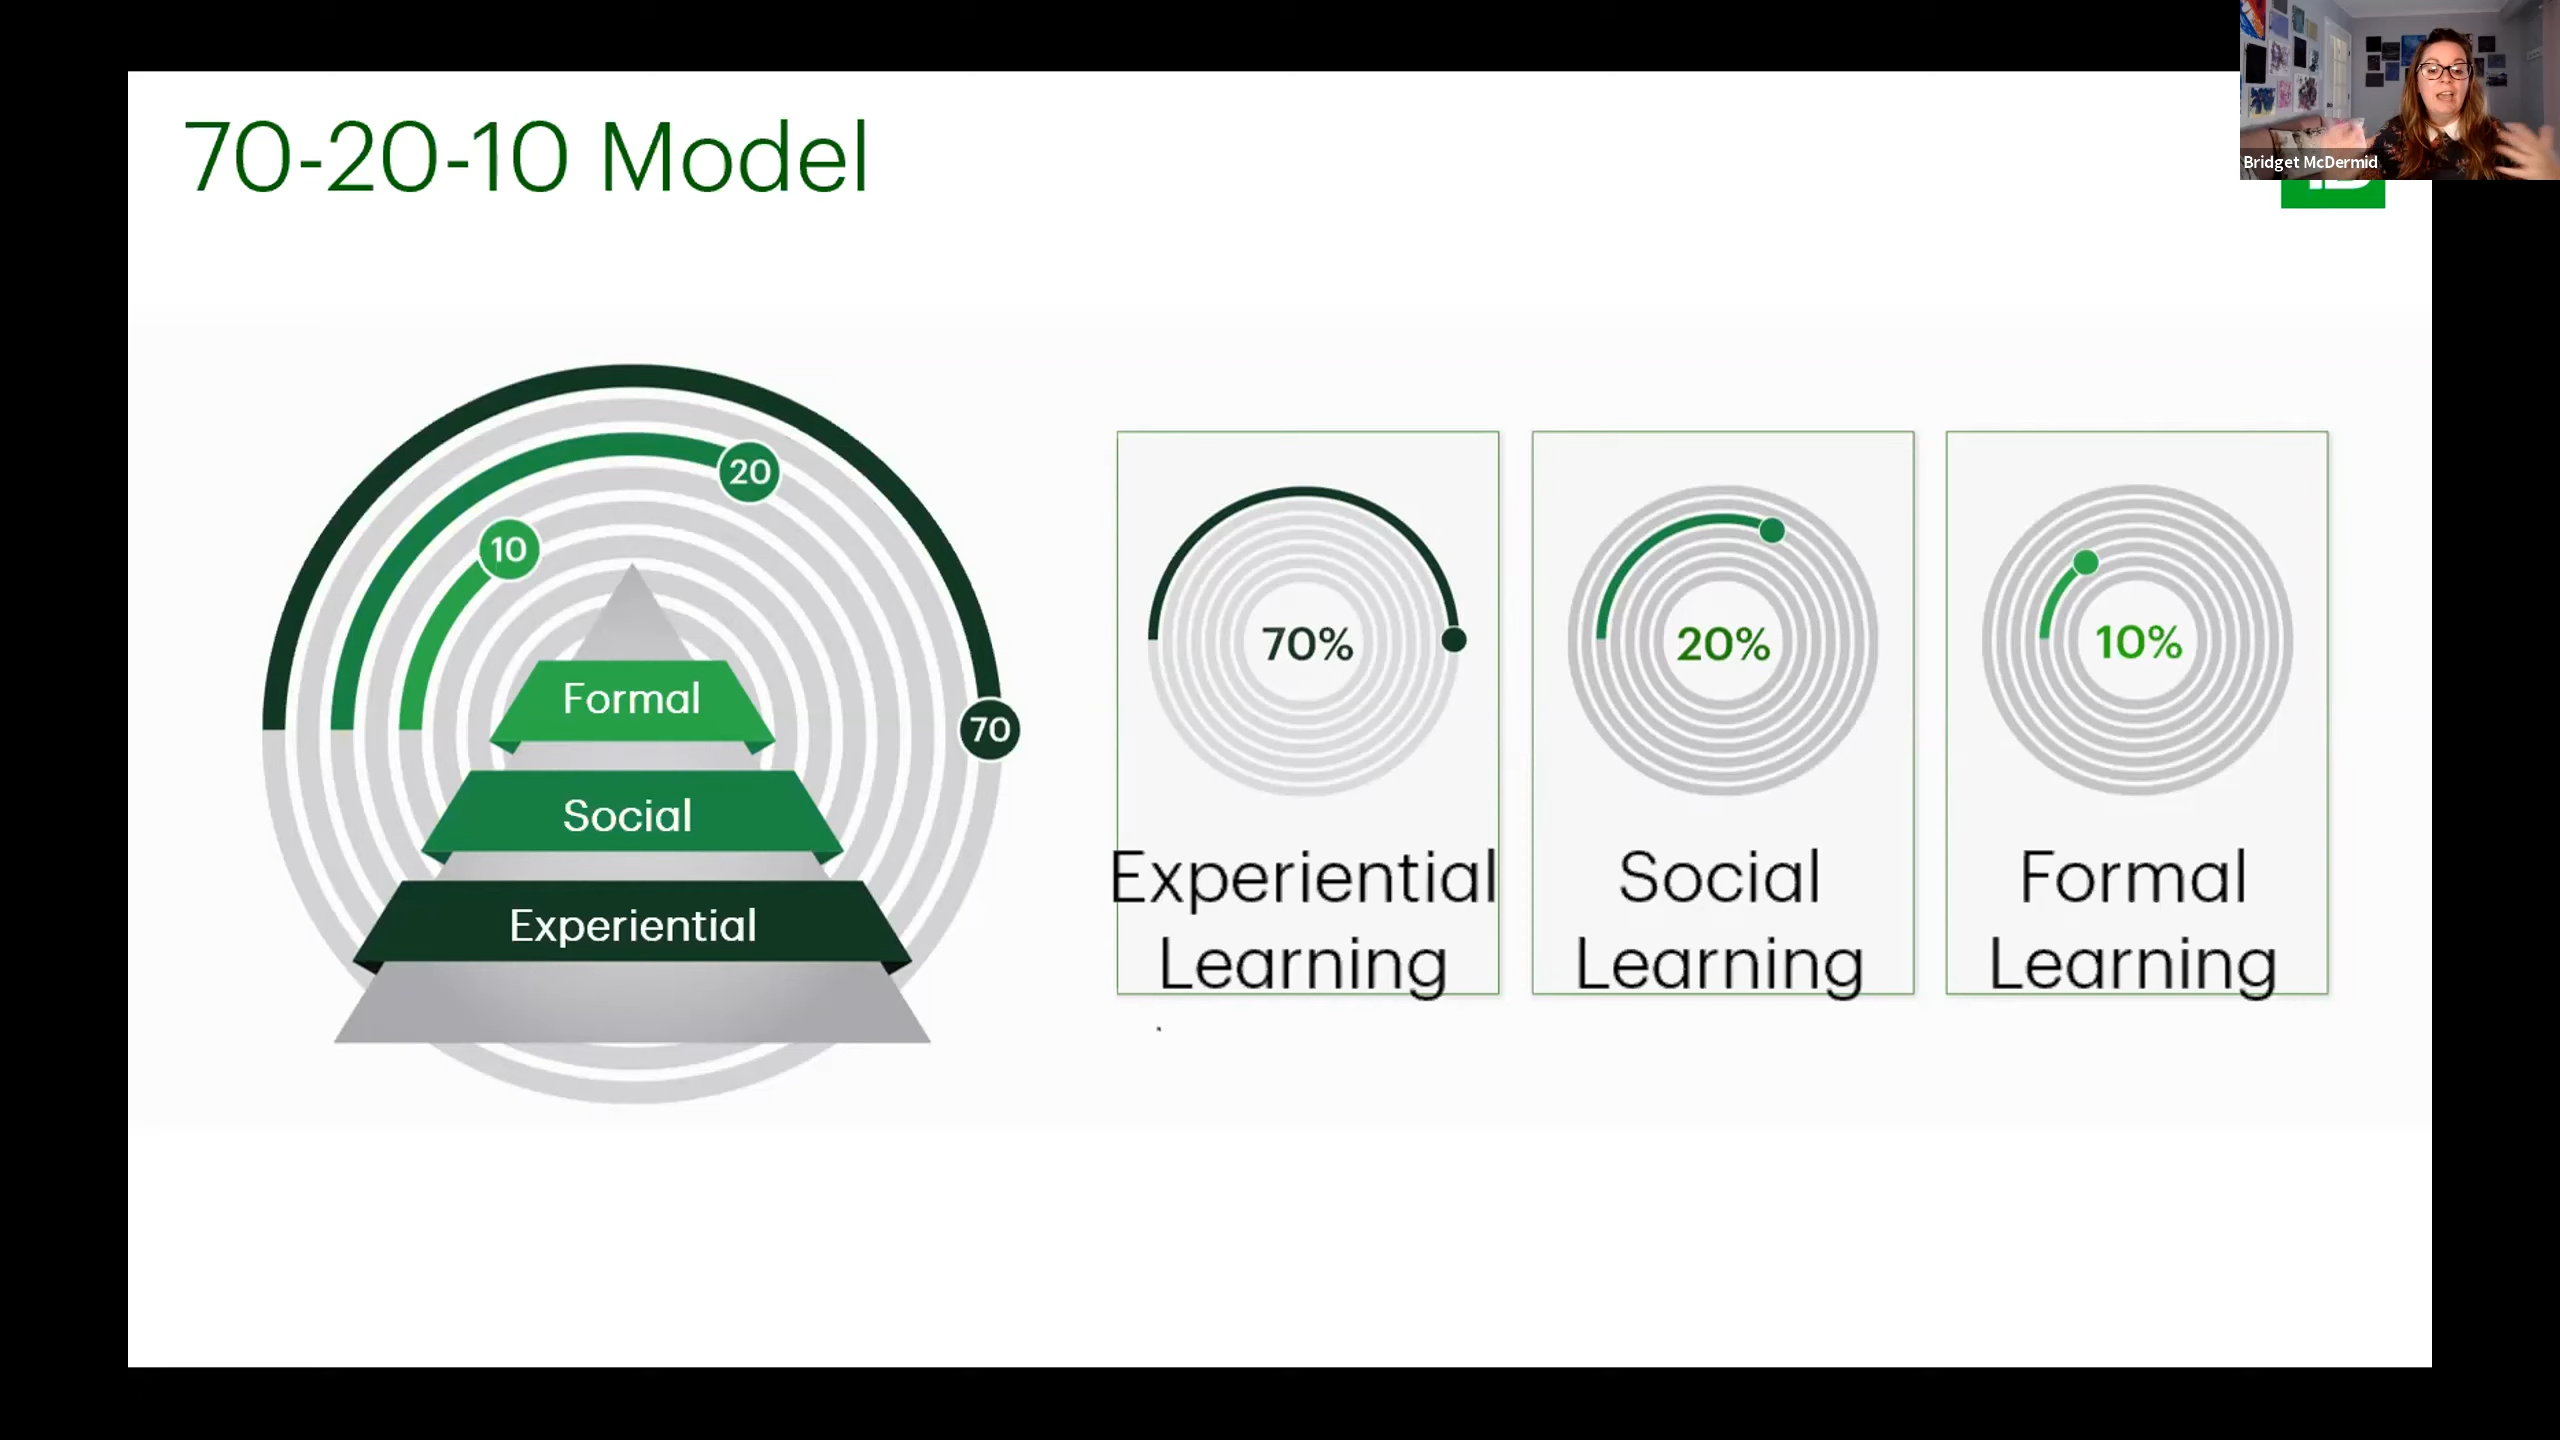 70-20-10 Model
Bridget McDermid
20
10
70
Formal
Social
Experiential
70%
Experiential
Learning
20%
Social
Learning
10%
Formal
Learning